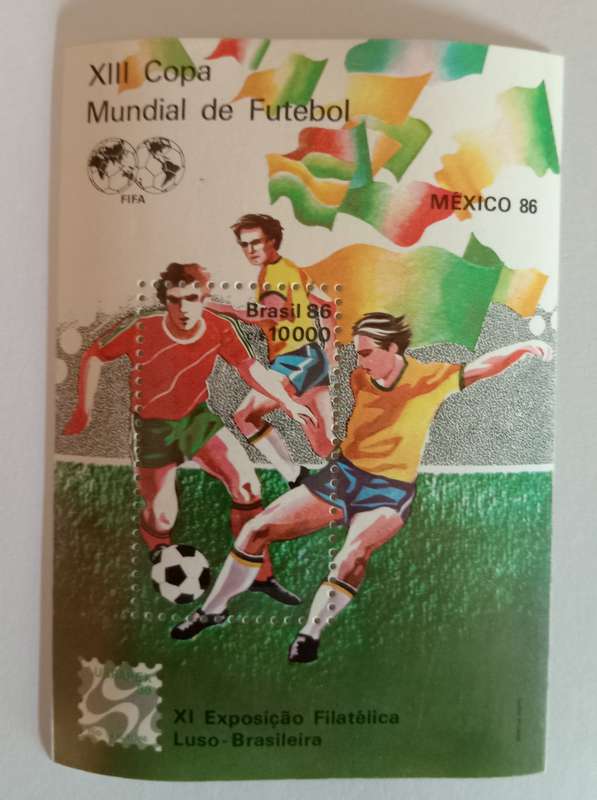 XIII Copa
Mundial de Futebol
FIFA
MÉXICO 86
Brasil 86
10000
XI Exposição Filatélica
Luso-Brasileira